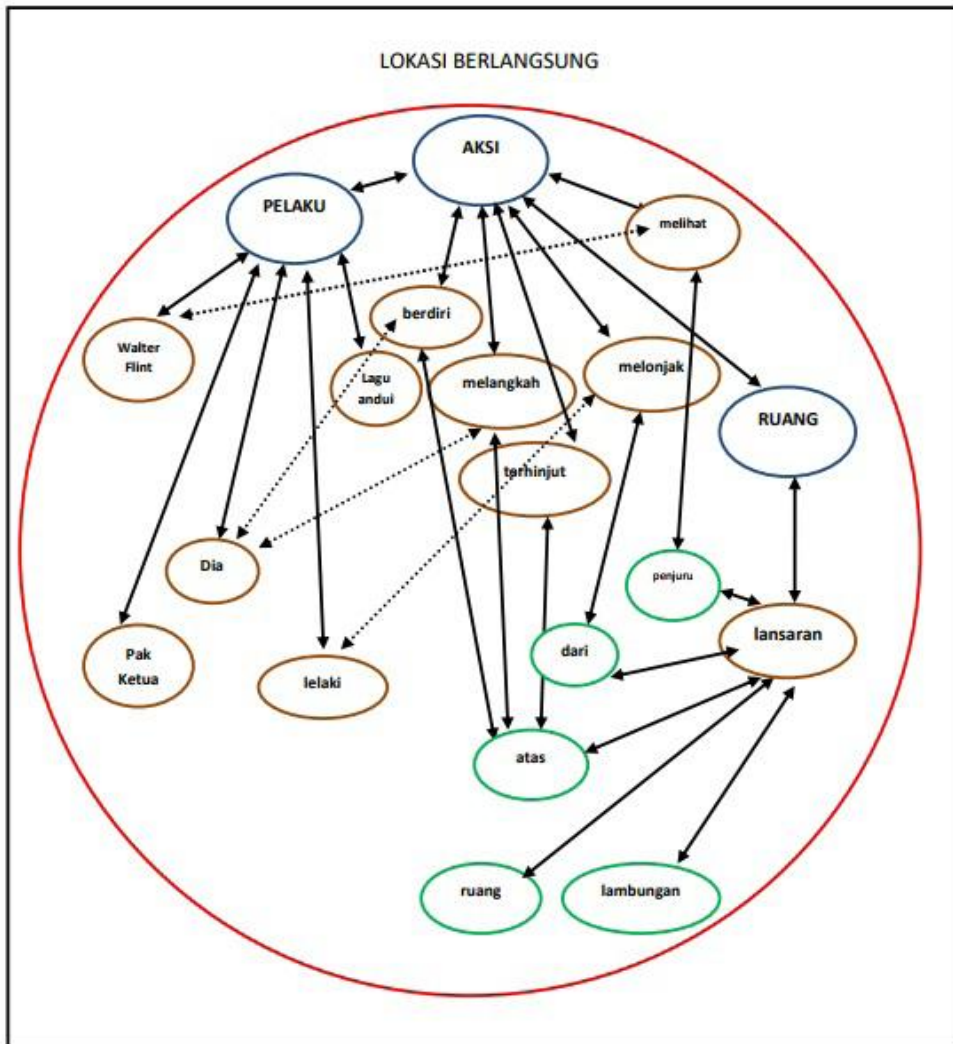 LOKASI BERLANGSUNG
AKSI
PELAKU
melihat
berdiri
Walter
Flint
Lagu
andui
melangkah
melonjak
RUANG
terhinjut
Dia
penjuru
Pak
Ketua
lelaki
dari
lansaran
atas
ruang
lambungan